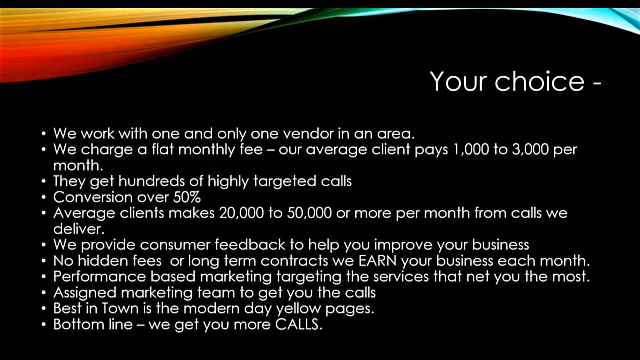 Your choice -
• We work with one and only one vendor in an area.
• We charge a flat monthly fee – our average client pays 1,000 to 3,000 per
month.
• They get hundreds of highly targeted calls
• Conversion over 50%
• Average clients makes 20,000 to 50,000 or more per month from calls we
deliver.
• We provide consumer feedback to help you improve your business
• No hidden fees  or long term contracts we EARN your business each month.
• Performance based marketing targeting the services that net you the most.
• Assigned marketing team to get you the calls
• Best in Town is the modern day yellow pages.
• Bottom line – we get you more CALLS.